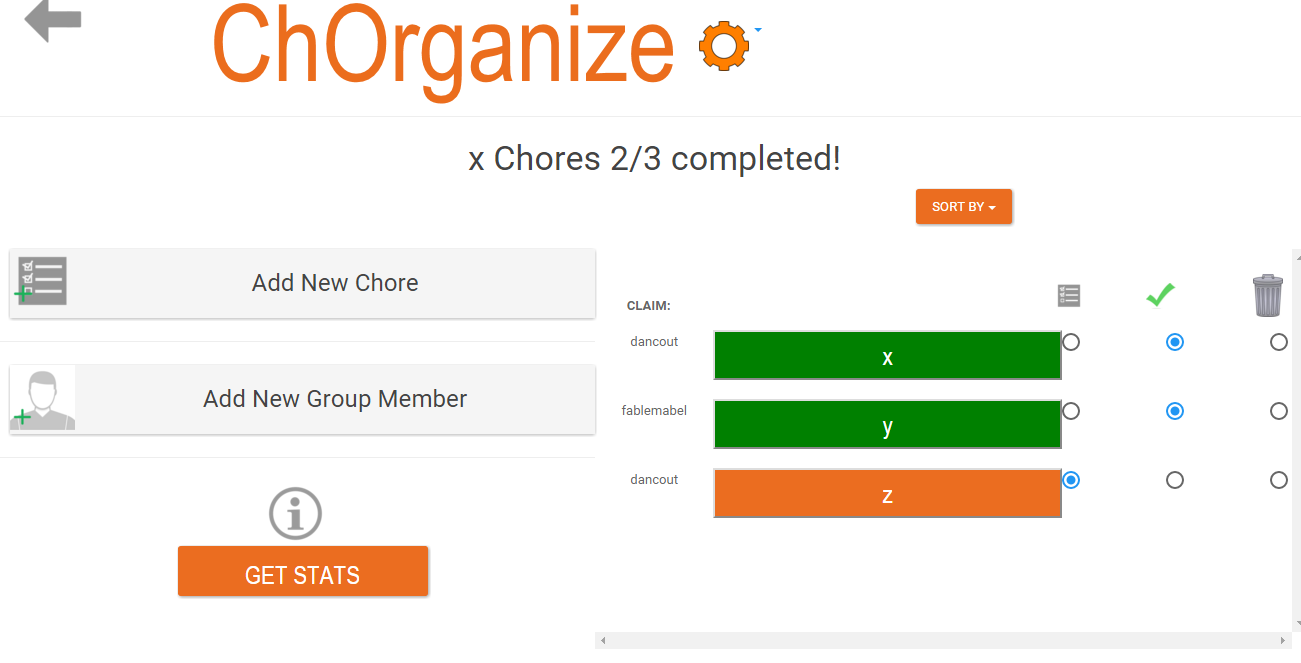 ChOrganize
x Chores 2/3 completed!
SORT BY
Add New Chore
Add New Group Member
GET STATS
CLAIM:
dancout x
fablemabel y
dancout z